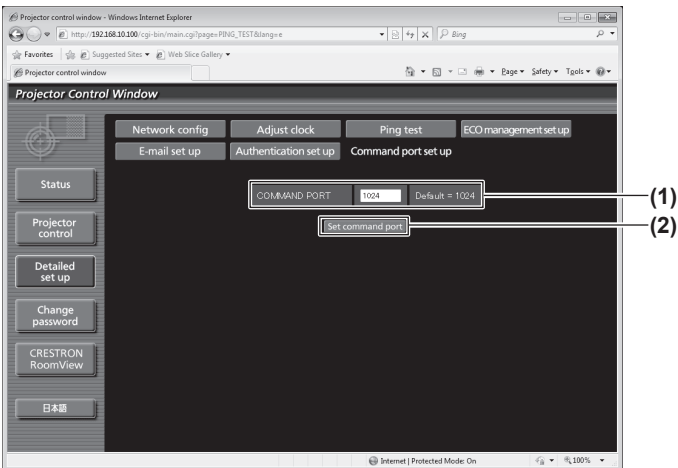 Projector control window - Windows Internet Explorer
http://192.168.10.100/cgi-bin/main.cgi?page=PING_TEST&lang=e
Bing
Favorites Suggested Sites Web Slice Gallery
Projector control window
Page Safety Tools
Projector Control Window
Network config Adjust clock Ping test ECO management set up
E-mail set up Authentication set up Command port set up
Status
COMMAND PORT 1024 Default = 1024 (1)
Set command port (2)
Projector
control
Detailed
set up
Change
password
CRESTRON
RoomView
日本語
Internet | Protected Mode: On 100%